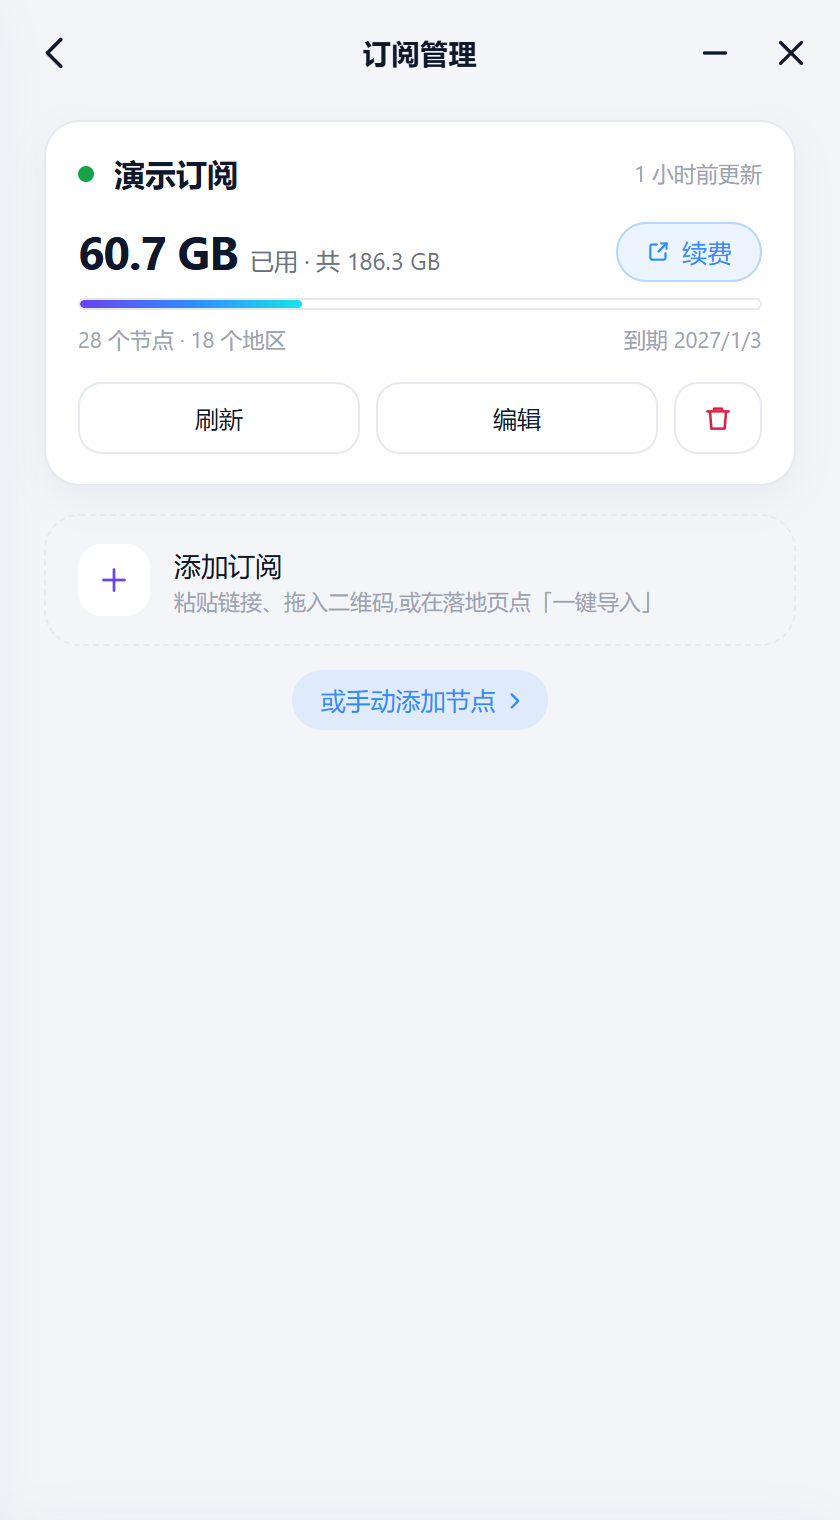 订阅管理
演示订阅
1 小时前更新
60.7 GB 已用 · 共 186.3 GB
续费
28 个节点 · 18 个地区
到期 2027/1/3
刷新
编辑
添加订阅
粘贴链接、拖入二维码,或在落地页点「一键导入」
或手动添加节点